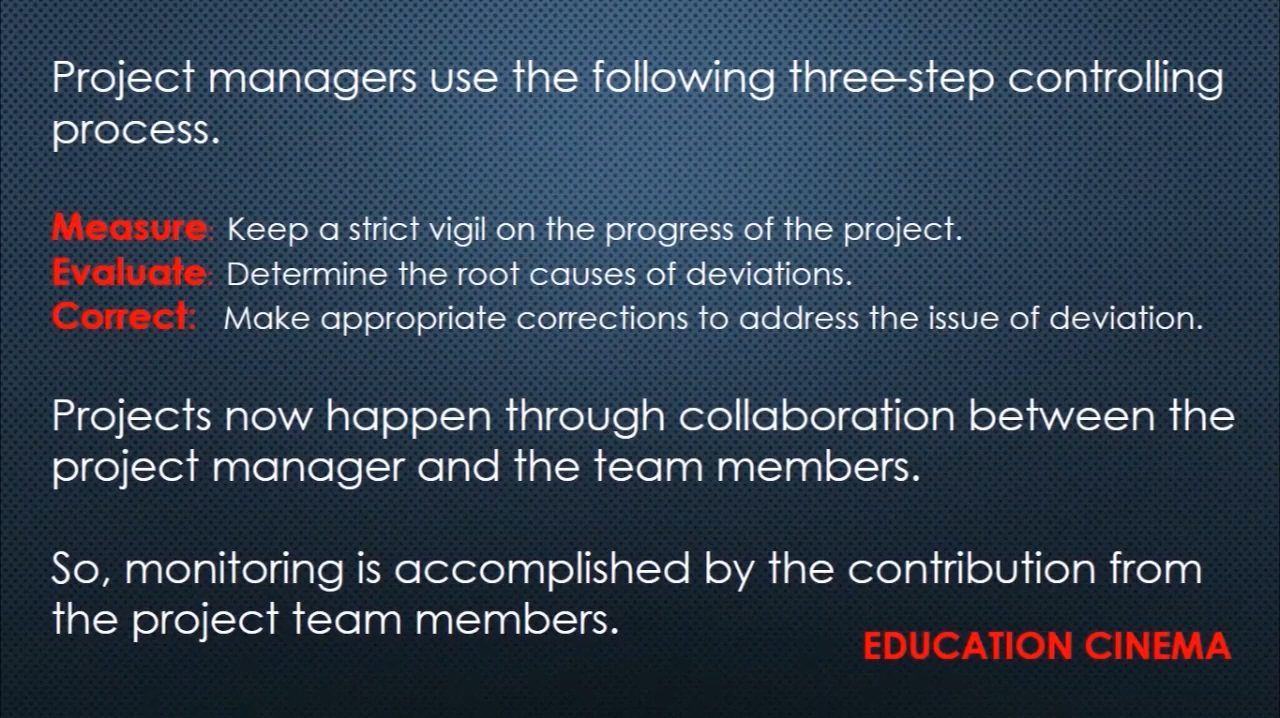 Project managers use the following three-step controlling
process.
Measure: Keep a strict vigil on the progress of the project.
Evaluate: Determine the root causes of deviations.
Correct: Make appropriate corrections to address the issue of deviation.
Projects now happen through collaboration between the
project manager and the team members.
So, monitoring is accomplished by the contribution from
the project team members.
EDUCATION CINEMA